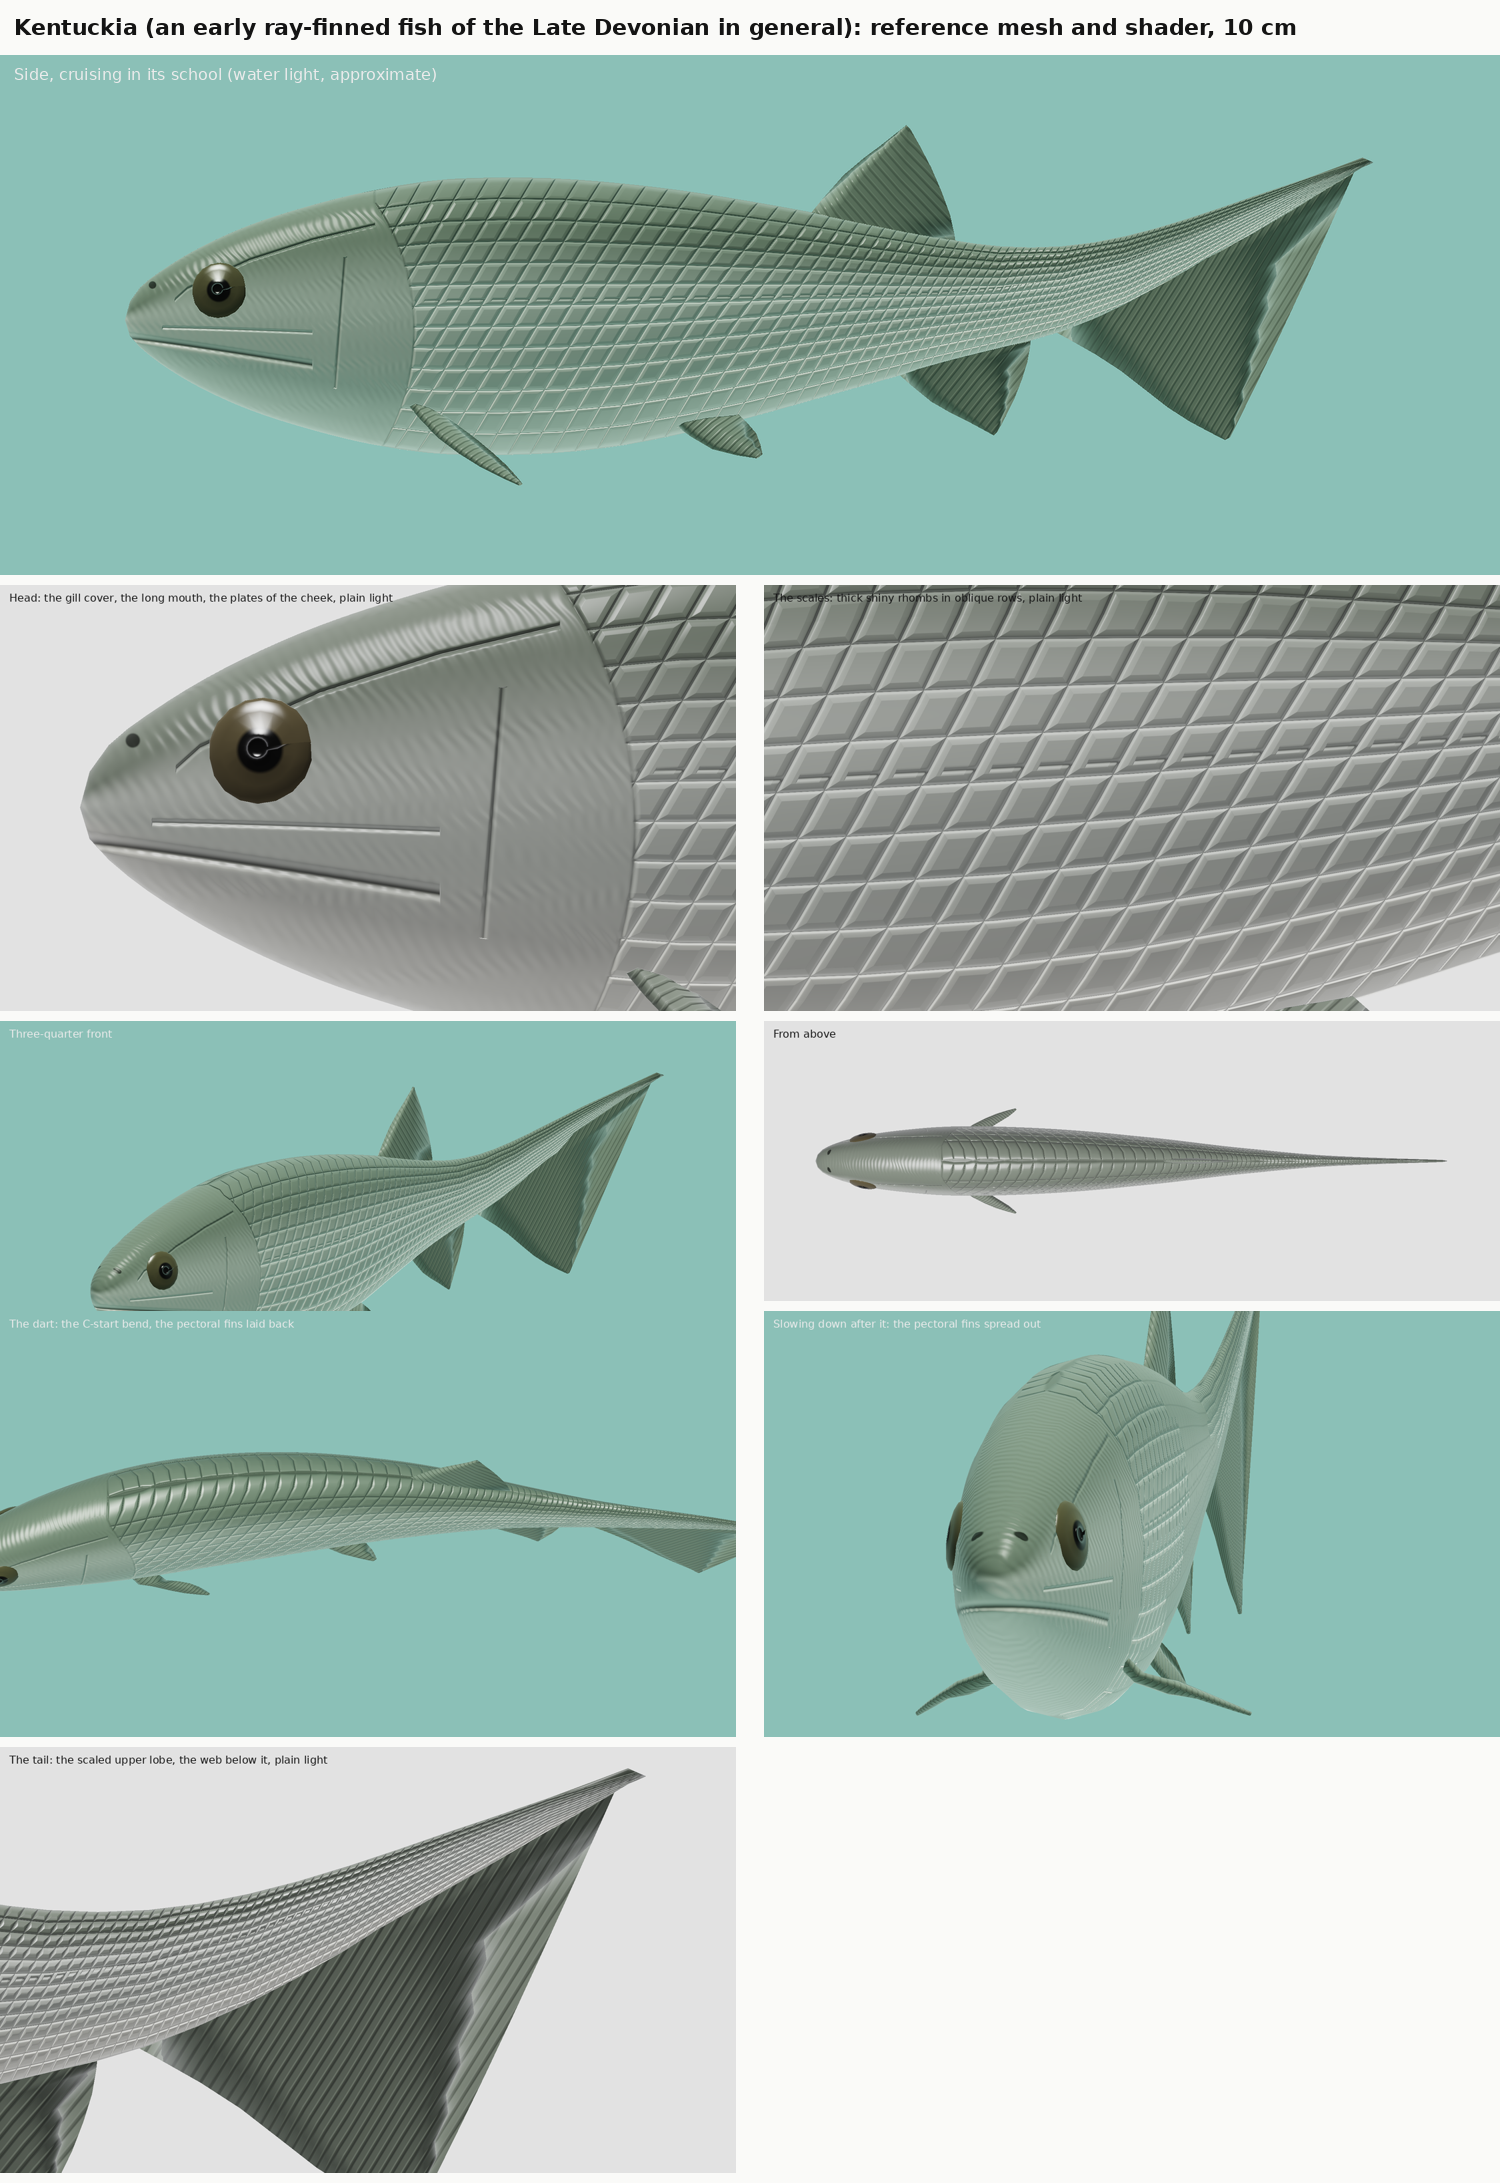 Kentuckia (an early ray-finned fish of the Late Devonian in general): reference mesh and shader, 10 cm
Side, cruising in its school (water light, approximate)
Head: the gill cover, the long mouth, the plates of the cheek, plain light
The scales: thick shiny rhombs in oblique rows, plain light
Three-quarter front
From above
The dart: the C-start bend, the pectoral fins laid back
Slowing down after it: the pectoral fins spread out
The tail: the scaled upper lobe, the web below it, plain light